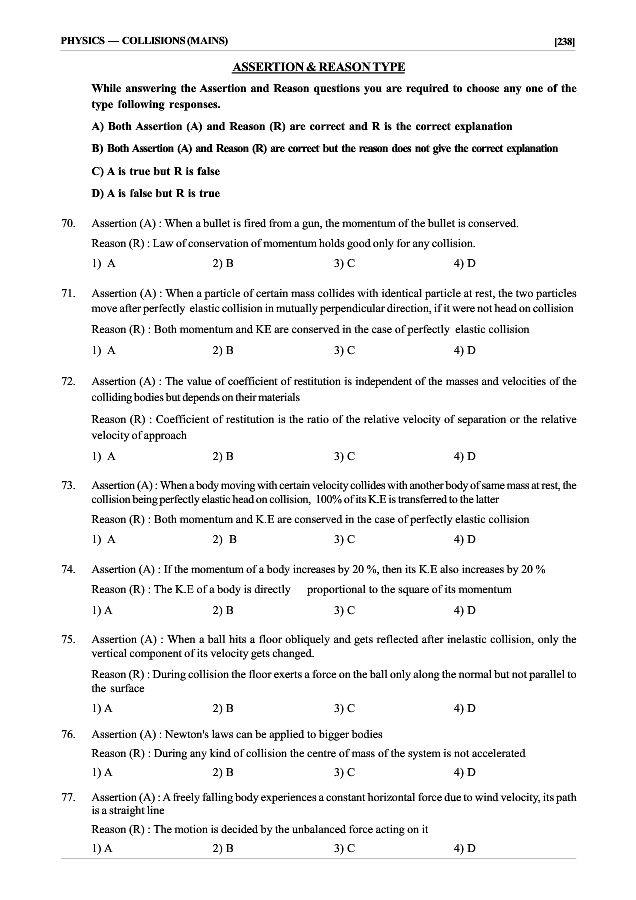 PHYSICS — COLLISIONS (MAINS) [238]
ASSERTION & REASON TYPE
While answering the Assertion and Reason questions you are required to choose any one of the
type following responses.
A) Both Assertion (A) and Reason (R) are correct and R is the correct explanation
B) Both Assertion (A) and Reason (R) are correct but the reason does not give the correct explanation
C) A is true but R is false
D) A is false but R is true
70. Assertion (A) : When a bullet is fired from a gun, the momentum of the bullet is conserved.
Reason (R) : Law of conservation of momentum holds good only for any collision.
1) A 2) B 3) C 4) D
71. Assertion (A) : When a particle of certain mass collides with identical particle at rest, the two particles
move after perfectly elastic collision in mutually perpendicular direction, if it were not head on collision
Reason (R) : Both momentum and KE are conserved in the case of perfectly elastic collision
1) A 2) B 3) C 4) D
72. Assertion (A) : The value of coefficient of restitution is independent of the masses and velocities of the
colliding bodies but depends on their materials
Reason (R) : Coefficient of restitution is the ratio of the relative velocity of separation or the relative
velocity of approach
1) A 2) B 3) C 4) D
73. Assertion (A) : When a body moving with certain velocity collides with another body of same mass at rest, the
collision being perfectly elastic head on collision, 100% of its K.E is transferred to the latter
Reason (R) : Both momentum and K.E are conserved in the case of perfectly elastic collision
1) A 2) B 3) C 4) D
74. Assertion (A) : If the momentum of a body increases by 20 %, then its K.E also increases by 20 %
Reason (R) : The K.E of a body is directly proportional to the square of its momentum
1) A 2) B 3) C 4) D
75. Assertion (A) : When a ball hits a floor obliquely and gets reflected after inelastic collision, only the
vertical component of its velocity gets changed.
Reason (R) : During collision the floor exerts a force on the ball only along the normal but not parallel to
the surface
1) A 2) B 3) C 4) D
76. Assertion (A) : Newton's laws can be applied to bigger bodies
Reason (R) : During any kind of collision the centre of mass of the system is not accelerated
1) A 2) B 3) C 4) D
77. Assertion (A) : A freely falling body experiences a constant horizontal force due to wind velocity, its path
is a straight line
Reason (R) : The motion is decided by the unbalanced force acting on it
1) A 2) B 3) C 4) D